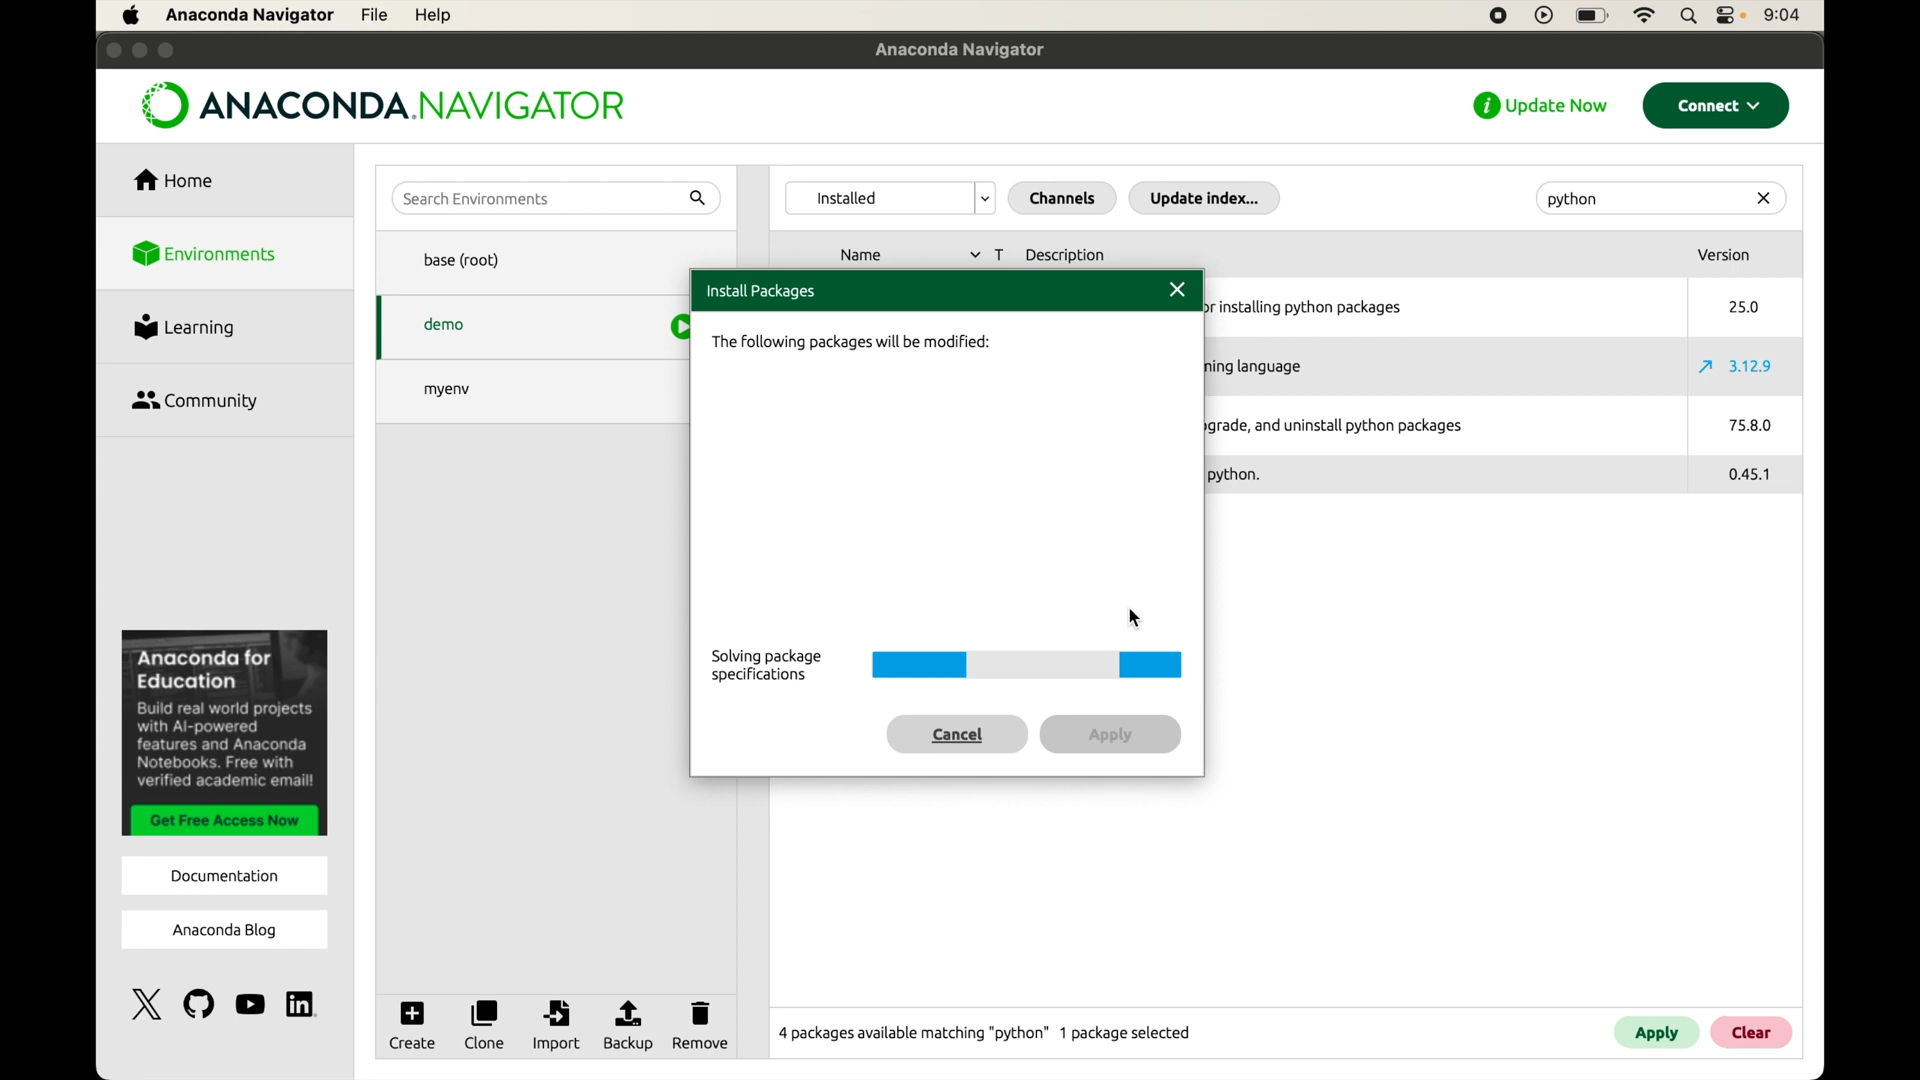 Anaconda Navigator File Help 9:04
Anaconda Navigator
ANACONDA.NAVIGATOR
Update Now
Connect
Home
Environments
Learning
Community
Anaconda for
Education
Build real world projects
with AI-powered
features and Anaconda
Notebooks. Free with
verified academic email!
Get Free Access Now
Documentation
Anaconda Blog
Search Environments
base (root)
demo
myenv
Create Clone Import Backup Remove
Installed Channels Update index... python
Name T Description Version
or installing python packages 25.0
ming language 3.12.9
pgrade, and uninstall python packages 75.8.0
python. 0.45.1
Install Packages
The following packages will be modified:
Solving package
specifications
Cancel Apply
4 packages available matching "python" 1 package selected
Apply Clear